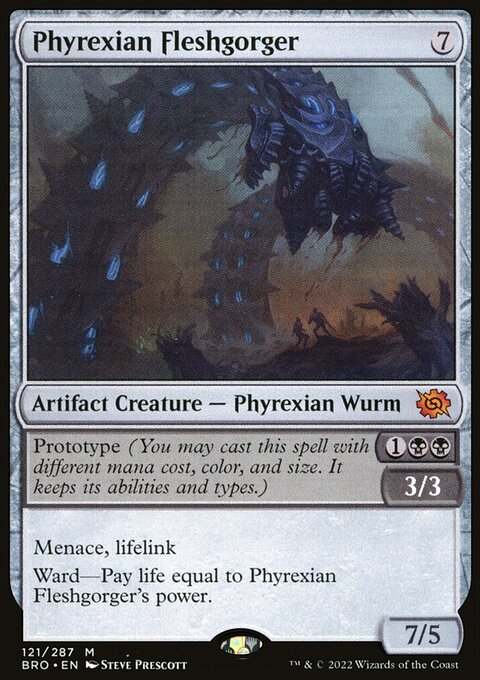 Phyrexian Fleshgorger 7
Artifact Creature — Phyrexian Wurm
Prototype (You may cast this spell with 1
different mana cost, color, and size. It
keeps its abilities and types.) 3/3
Menace, lifelink
Ward—Pay life equal to Phyrexian
Fleshgorger's power.
7/5
121/287 M
BRO • EN Steve Prescott ™ & © 2022 Wizards of the Coast